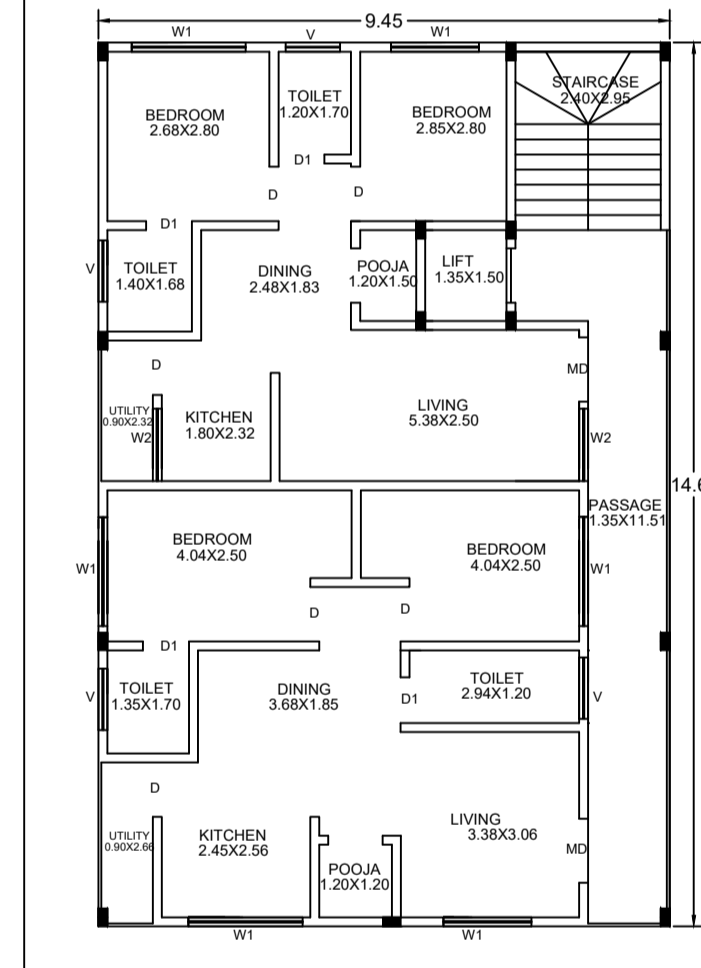 9.45
W1
V
W1
STAIRCASE
2.40X2.95
TOILET
1.20X1.70
BEDROOM
2.68X2.80
BEDROOM
2.85X2.80
D1
D
D
D1
V
TOILET
1.40X1.68
DINING
2.48X1.83
POOJA
1.20X1.50
LIFT
1.35X1.50
D
MD
UTILITY
0.90X2.32
W2
KITCHEN
1.80X2.32
LIVING
5.38X2.50
W2
14.6
PASSAGE
1.35X11.51
BEDROOM
4.04X2.50
BEDROOM
4.04X2.50
W1
W1
D
D
D1
TOILET
1.35X1.70
V
DINING
3.68X1.85
D1
TOILET
2.94X1.20
V
D
UTILITY
0.90X2.66
KITCHEN
2.45X2.56
LIVING
3.38X3.06
MD
POOJA
1.20X1.20
W1
W1